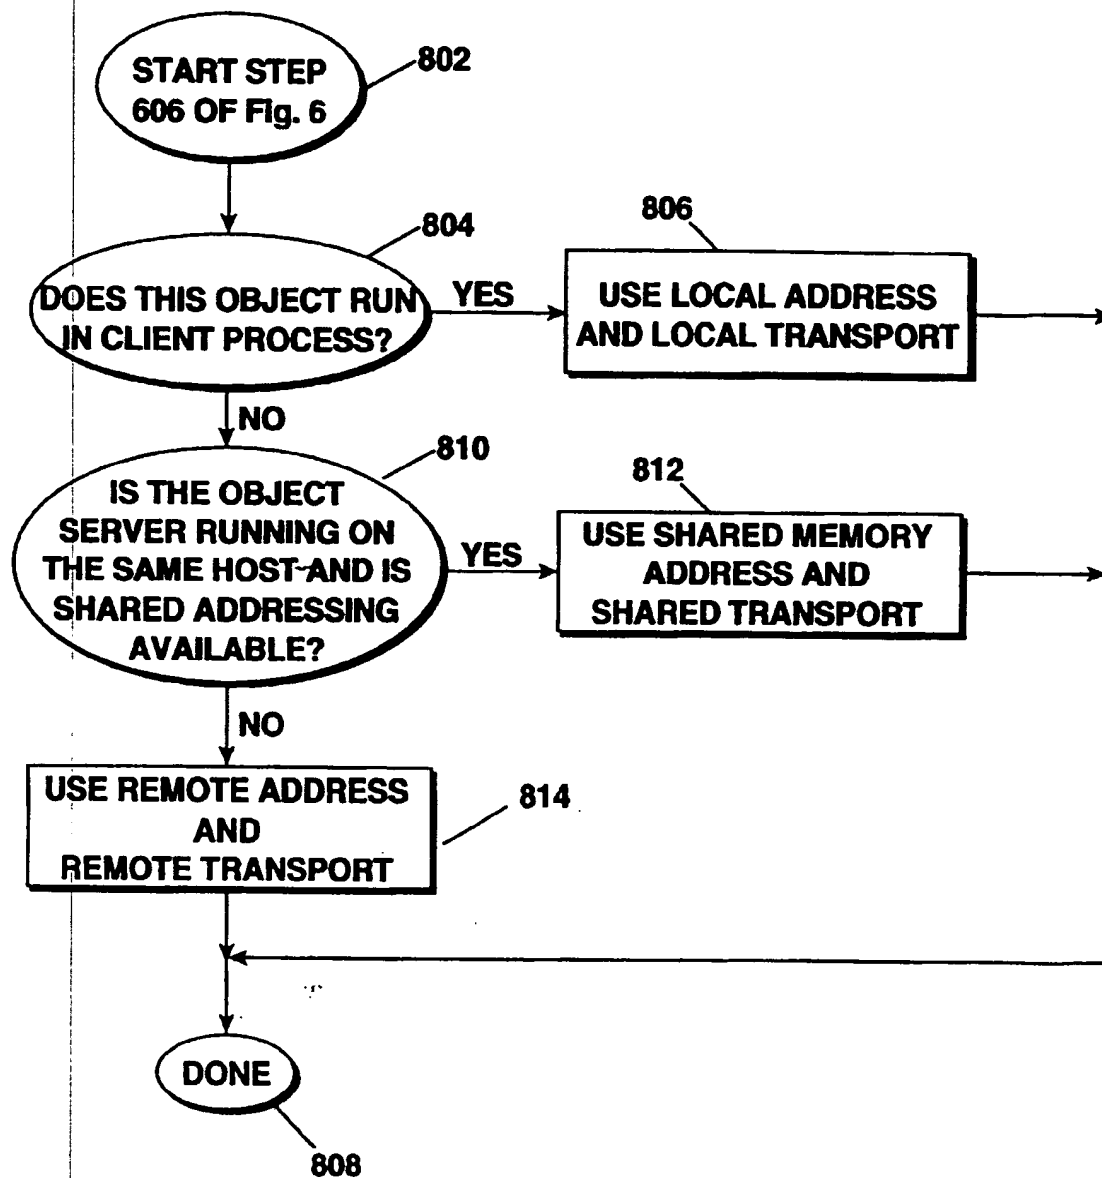 START STEP
606 OF Fig. 6
802
804
DOES THIS OBJECT RUN
IN CLIENT PROCESS?
YES
806
USE LOCAL ADDRESS
AND LOCAL TRANSPORT
NO
810
IS THE OBJECT
SERVER RUNNING ON
THE SAME HOST AND IS
SHARED ADDRESSING
AVAILABLE?
YES
812
USE SHARED MEMORY
ADDRESS AND
SHARED TRANSPORT
NO
USE REMOTE ADDRESS
AND
REMOTE TRANSPORT
814
DONE
808